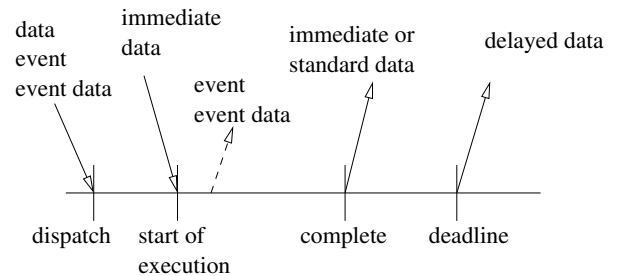 data
event
event data
immediate
data
event
event data
immediate or
standard data
delayed data
dispatch
start of
execution
complete
deadline